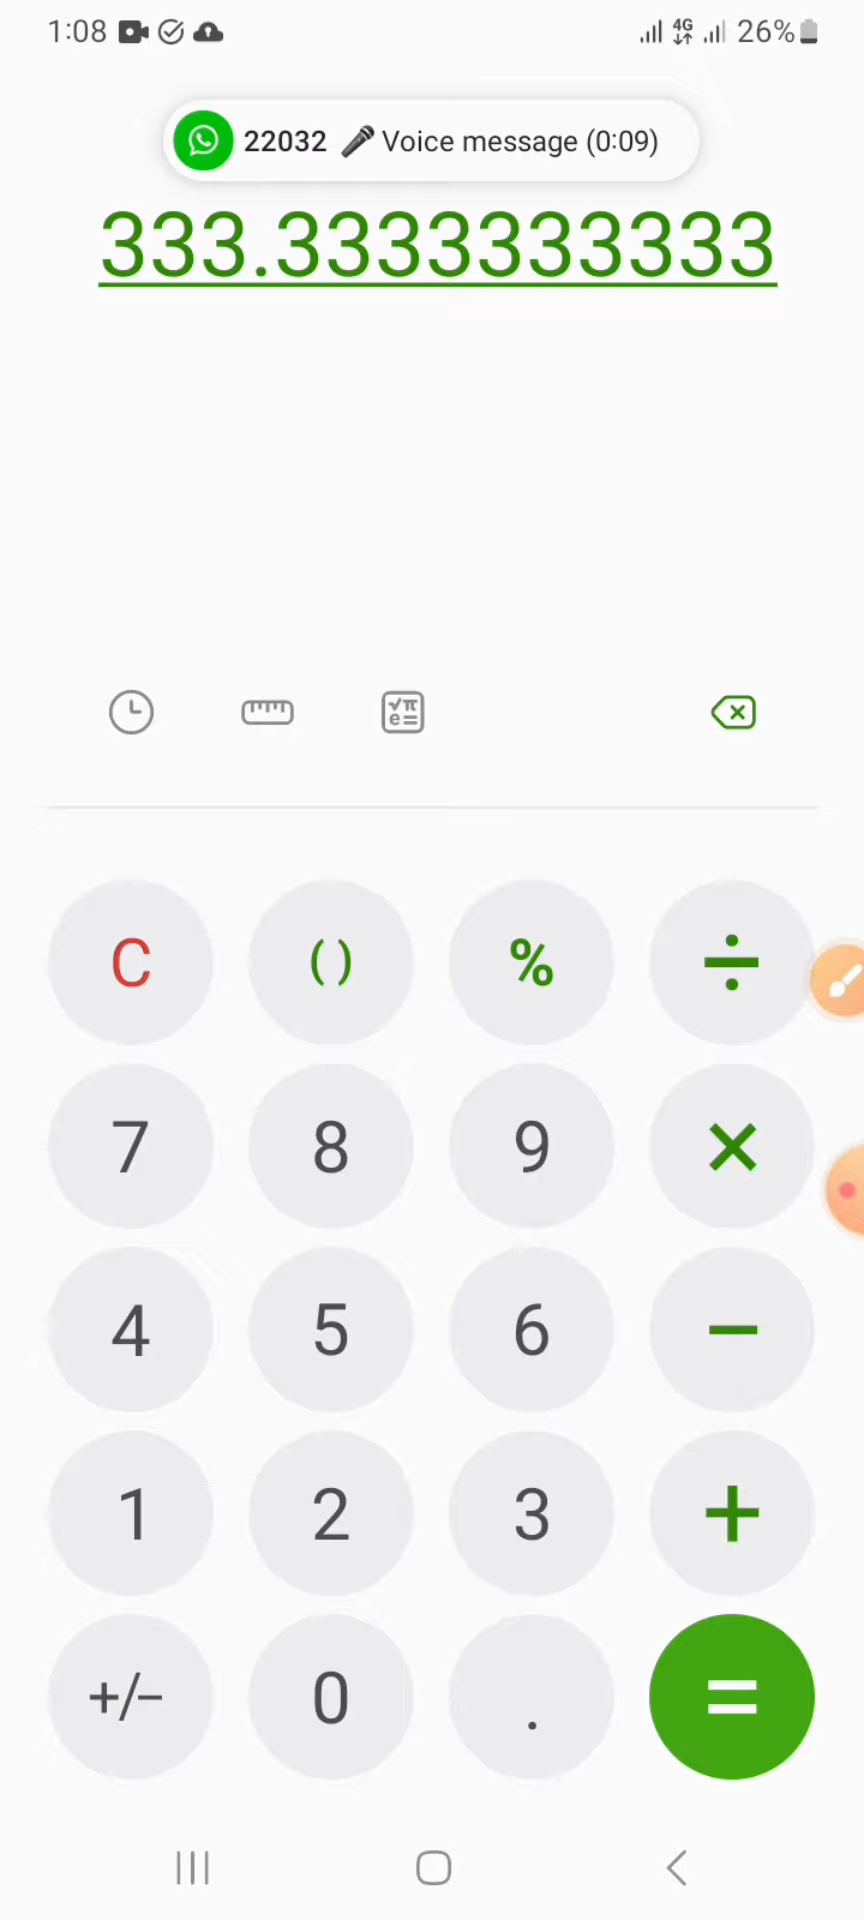 1:08 4G 26%
22032 🎤 Voice message (0:09)
333.3333333333
√π
e=
C ( ) % ÷
7 8 9 ×
4 5 6 −
1 2 3 +
+/− 0 . =